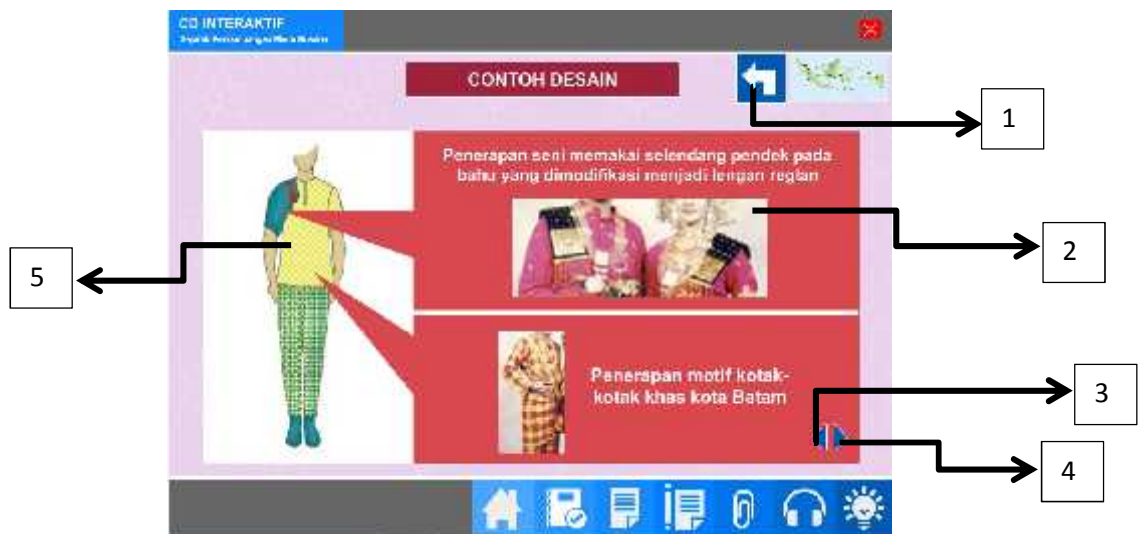 CD INTERAKTIF
CONTOH DESAIN
1
Penerapan seni memakai selendang pendek pada
bahu yang dimodifikasi menjadi lengan reglan
2
5
Penerapan motif kotak-
kotak khas kota Batam
3
4